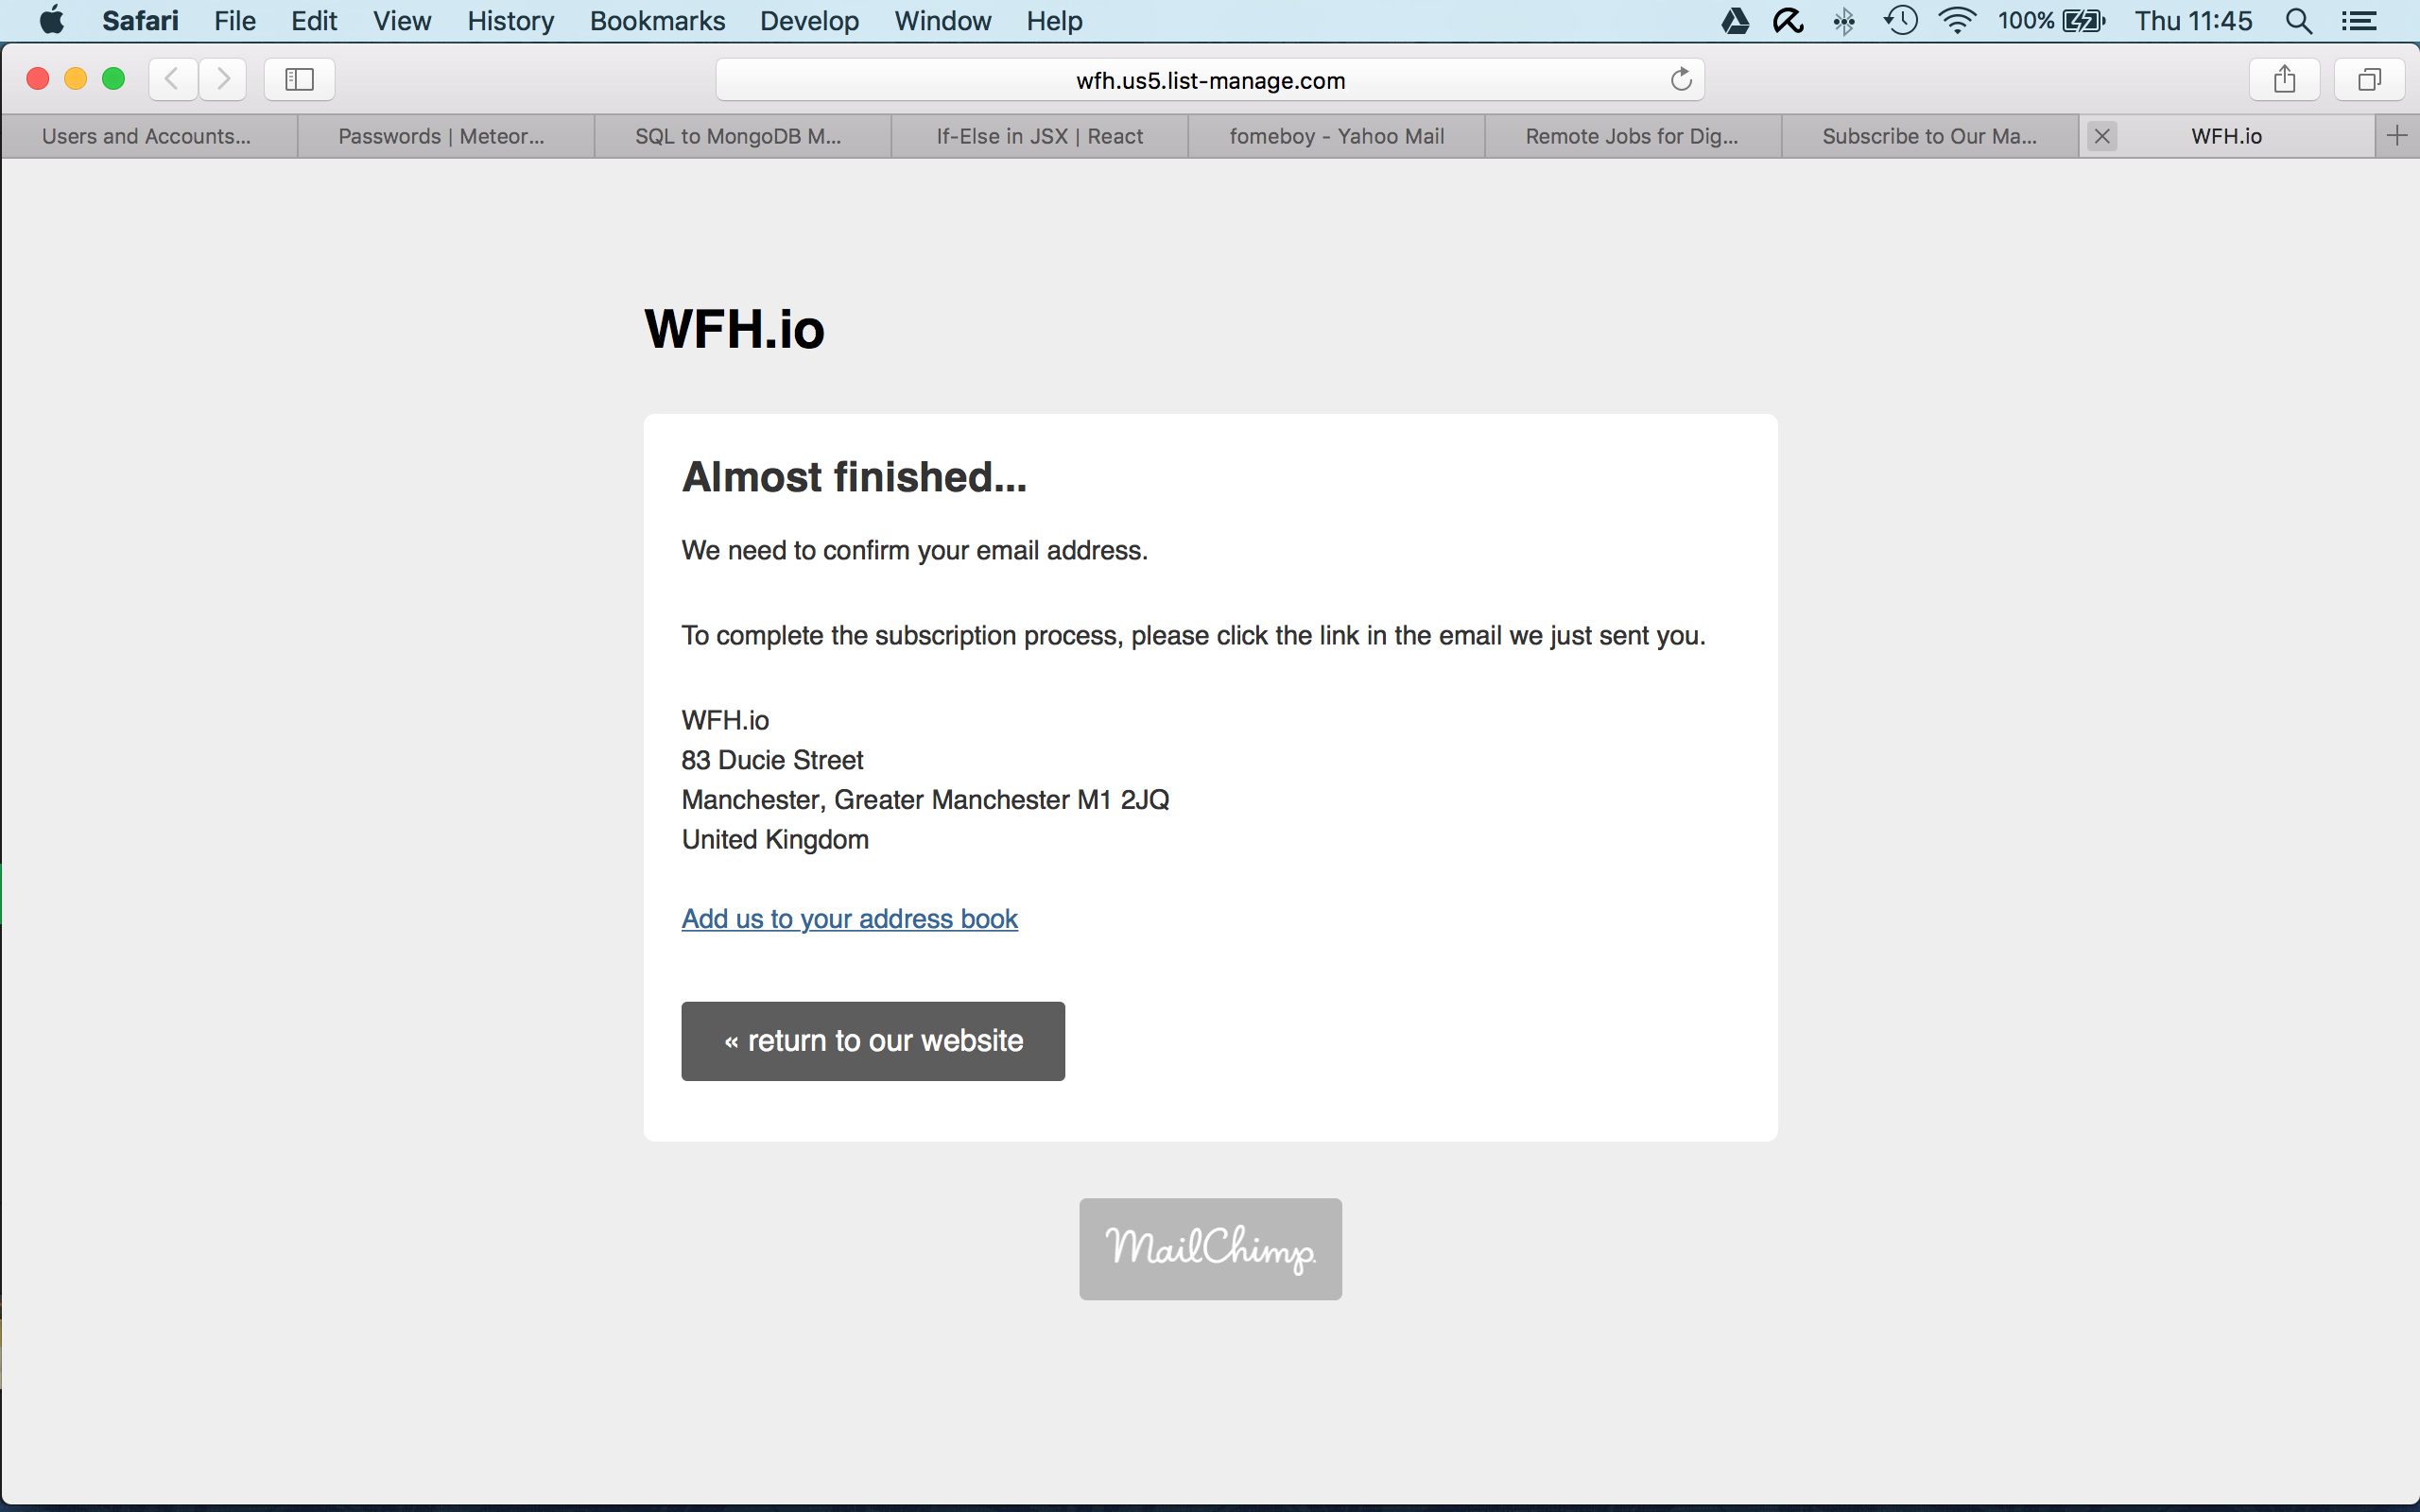 Safari File Edit View History Bookmarks Develop Window Help 100% Thu 11:45
wfh.us5.list-manage.com
Users and Accounts... Passwords | Meteor... SQL to MongoDB M... If-Else in JSX | React fomeboy - Yahoo Mail Remote Jobs for Dig... Subscribe to Our Ma... WFH.io
WFH.io
Almost finished...
We need to confirm your email address.
To complete the subscription process, please click the link in the email we just sent you.
WFH.io
83 Ducie Street
Manchester, Greater Manchester M1 2JQ
United Kingdom
Add us to your address book
« return to our website
MailChimp